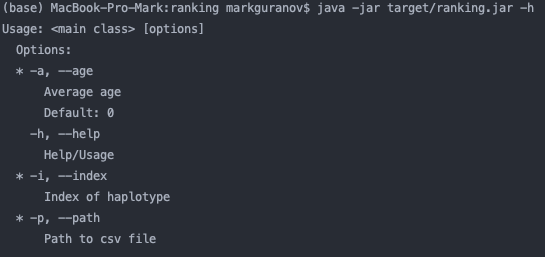 (base) MacBook-Pro-Mark:ranking markguranov$ java -jar target/ranking.jar -h
Usage: <main class> [options]
  Options:
  * -a, --age
      Average age
      Default: 0
    -h, --help
      Help/Usage
  * -i, --index
      Index of haplotype
  * -p, --path
      Path to csv file